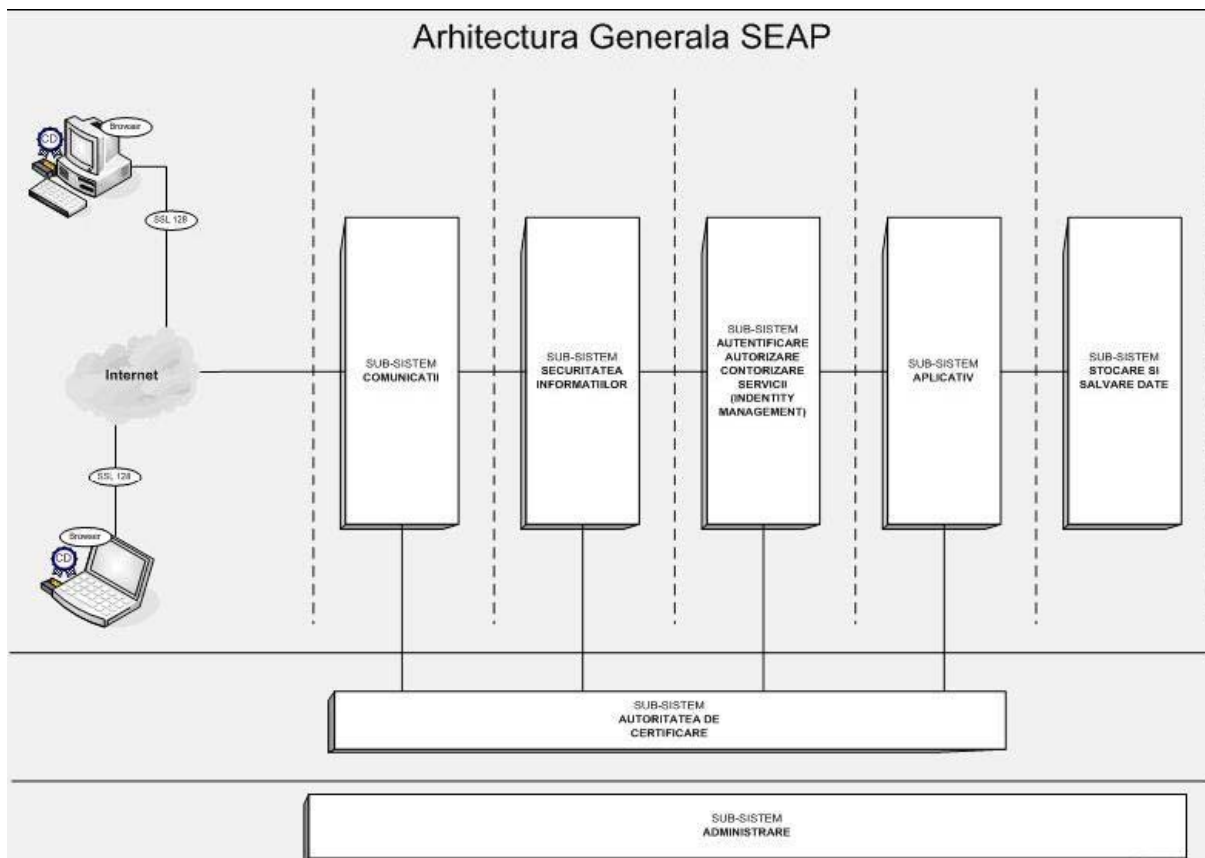 Arhitectura Generala SEAP
Browser
CD
SSL 128
Internet
SSL 128
Browser
CD
SUB-SISTEM
COMUNICATII
SUB-SISTEM
SECURITATEA
INFORMATIILOR
SUB-SISTEM
AUTENTIFICARE
AUTORIZARE
CONTORIZARE
SERVICII
(INDENTITY
MANAGEMENT)
SUB-SISTEM
APLICATIV
SUB-SISTEM
STOCARE SI
SALVARE DATE
SUB-SISTEM
AUTORITATEA DE
CERTIFICARE
SUB-SISTEM
ADMINISTRARE